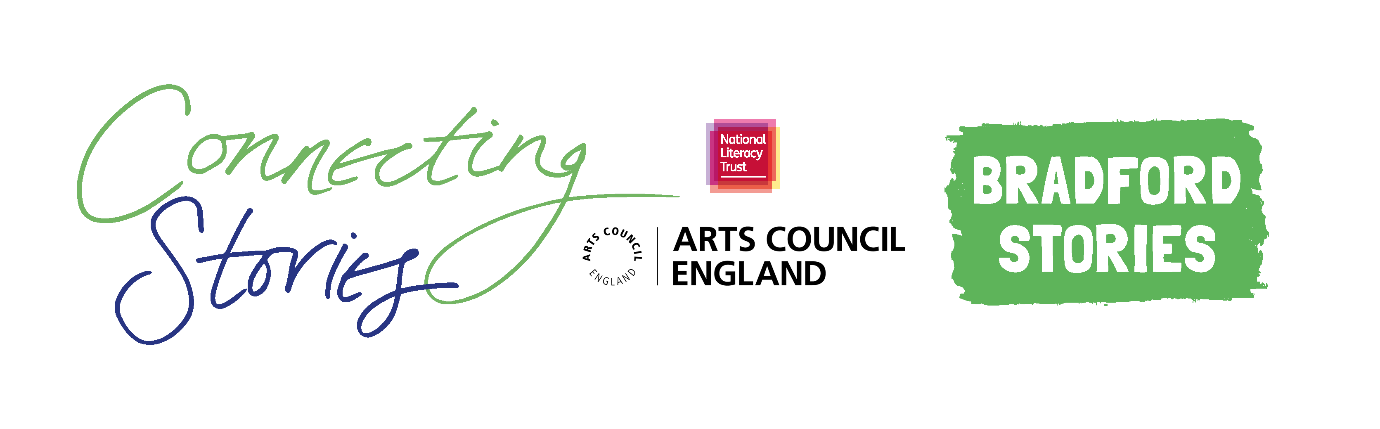 Connecting
Stories
National
Literacy
Trust
ARTS COUNCIL
ENGLAND
ARTS COUNCIL
ENGLAND
BRADFORD
STORIES